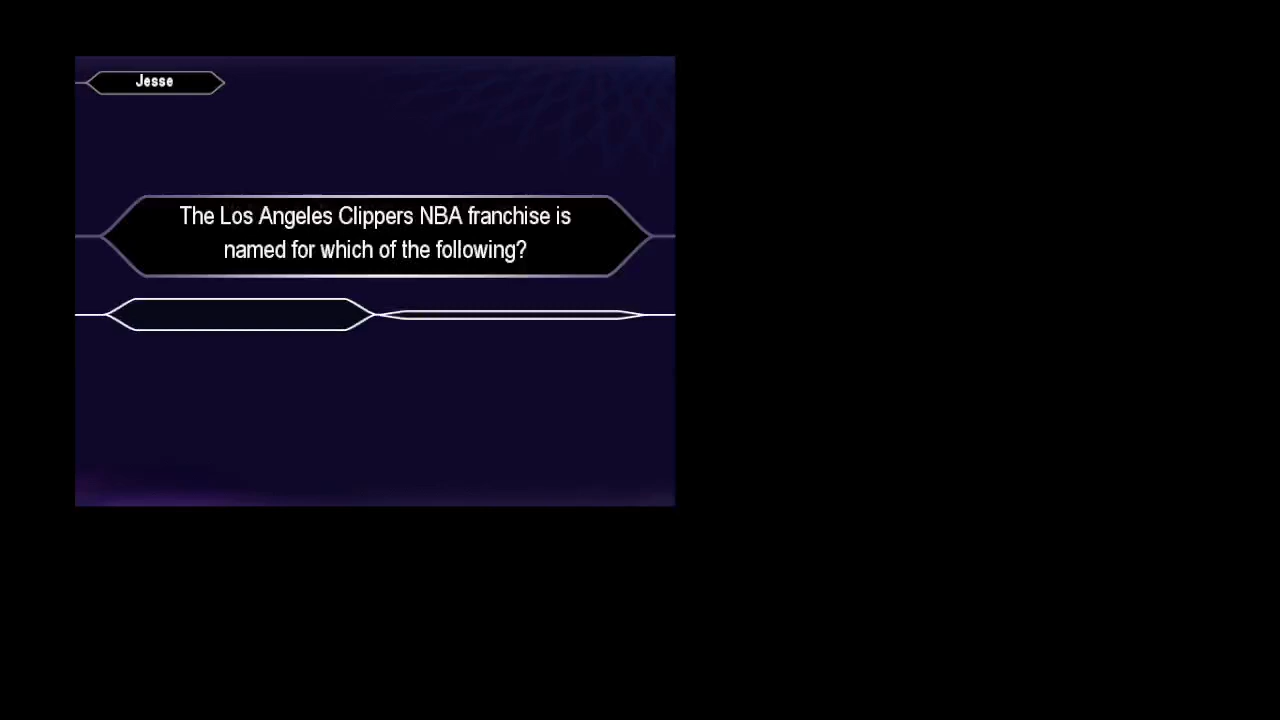 Jesse
The Los Angeles Clippers NBA franchise is
named for which of the following?